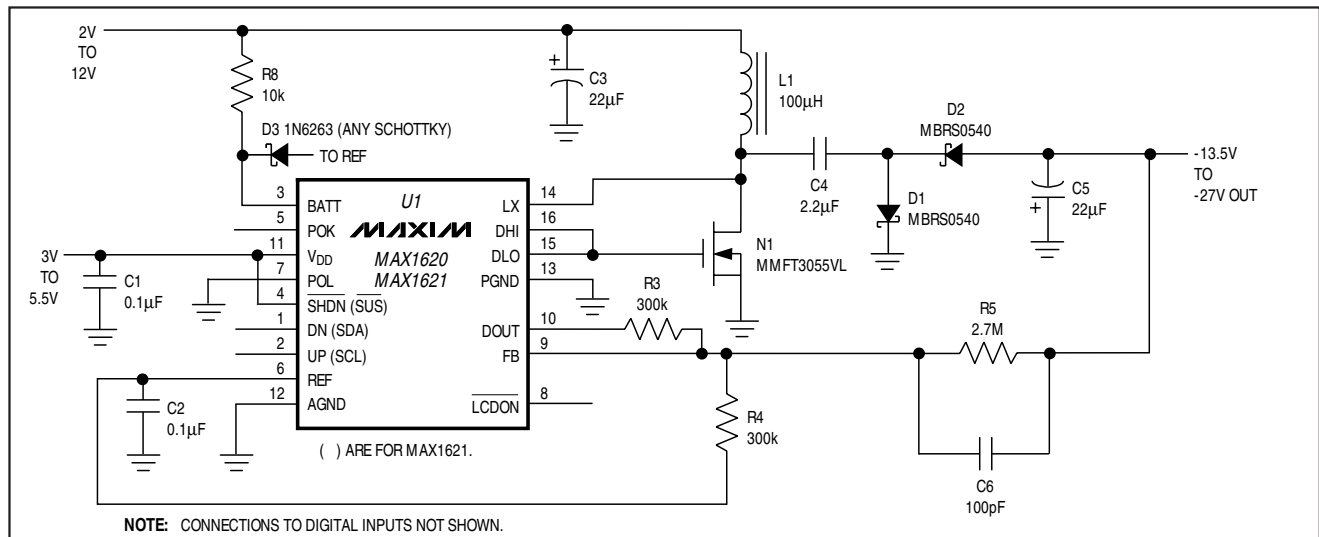 2V
TO
12V
R8
10k
C3
22µF
+
L1
100µH
D3 1N6263 (ANY SCHOTTKY)
TO REF
D2
MBRS0540
C4
2.2µF
D1
MBRS0540
C5
22µF
+
-13.5V
TO
-27V OUT
U1
MAXIM
MAX1620
MAX1621
3 BATT
5 POK
11 VDD
7 POL
4 SHDN (SUS)
1 DN (SDA)
2 UP (SCL)
6 REF
12 AGND
LX 14
DHI 16
DLO 15
PGND 13
DOUT 10
FB 9
LCDON 8
3V
TO
5.5V
C1
0.1µF
N1
MMFT3055VL
R3
300k
R5
2.7M
C2
0.1µF
R4
300k
C6
100pF
( ) ARE FOR MAX1621.
NOTE: CONNECTIONS TO DIGITAL INPUTS NOT SHOWN.